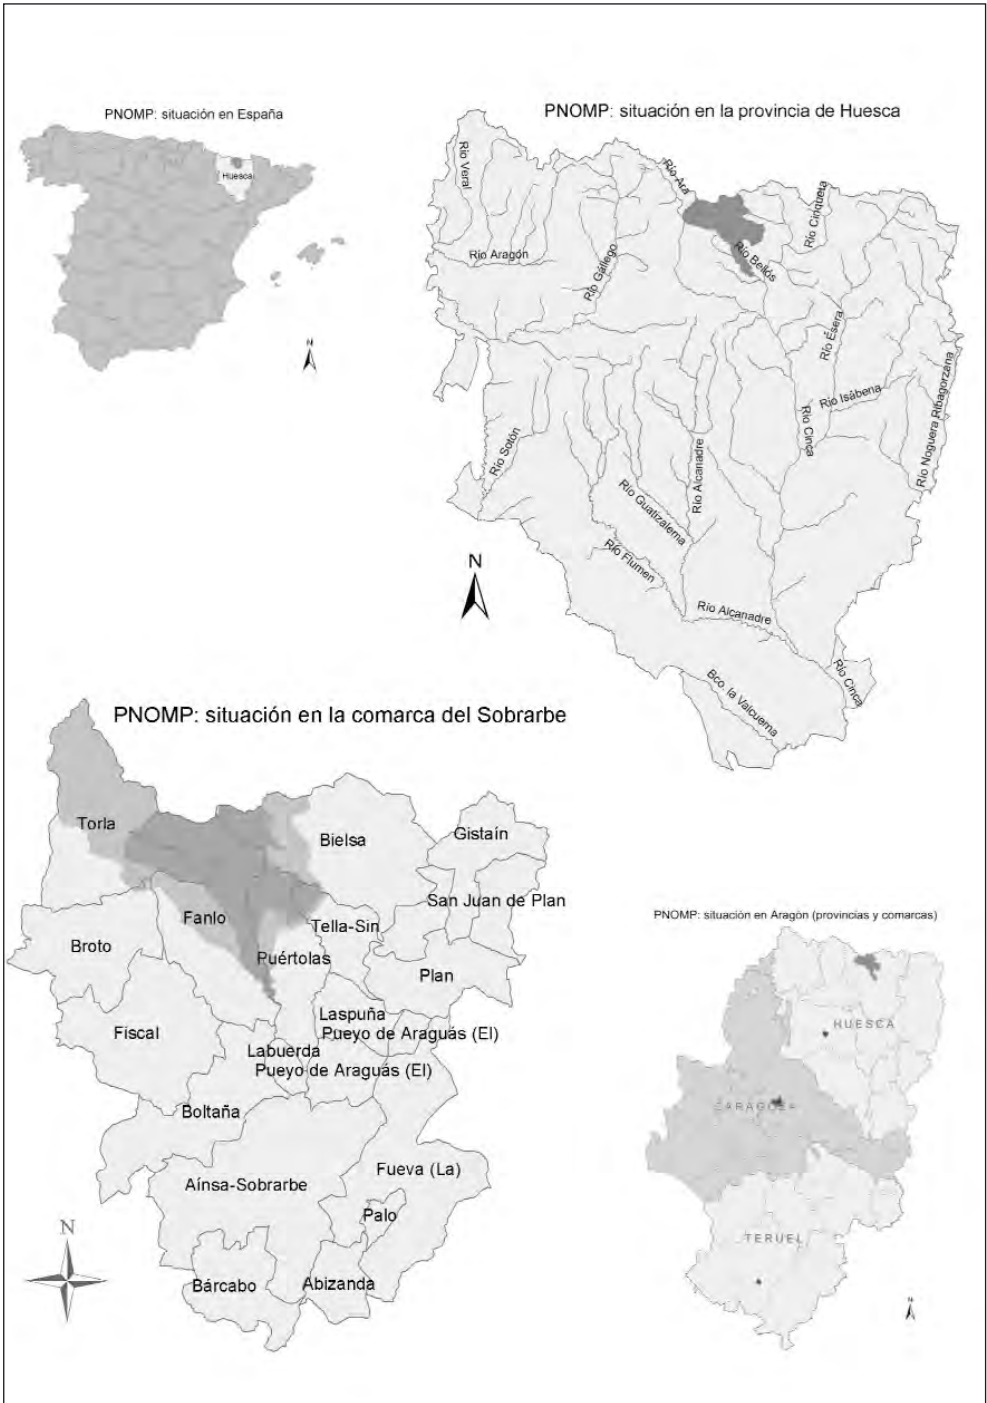 PNOMP: situación en España
Huesca
N
PNOMP: situación en la provincia de Huesca
Río Veral
Río Ara
Río Cinqueta
Río Aragón
Río Gállego
Río Bellós
Río Ésera
Río Isábena
Río Noguera Ribagorzana
Río Cinca
Río Sotón
Río Alcanadre
Río Guatizalema
Río Flumen
Río Alcanadre
Río Cinca
Bco. la Valcuerna
N
PNOMP: situación en la comarca del Sobrarbe
Torla
Bielsa
Gistaín
San Juan de Plan
Fanlo
Tella-Sin
Broto
Puértolas
Plan
Laspuña
Fiscal
Pueyo de Araguás (El)
Labuerda
Pueyo de Araguás (El)
Boltaña
Fueva (La)
Aínsa-Sobrarbe
Palo
Bárcabo
Abizanda
N
PNOMP: situación en Aragón (provincias y comarcas)
HUESCA
ZARAGOZA
TERUEL
N